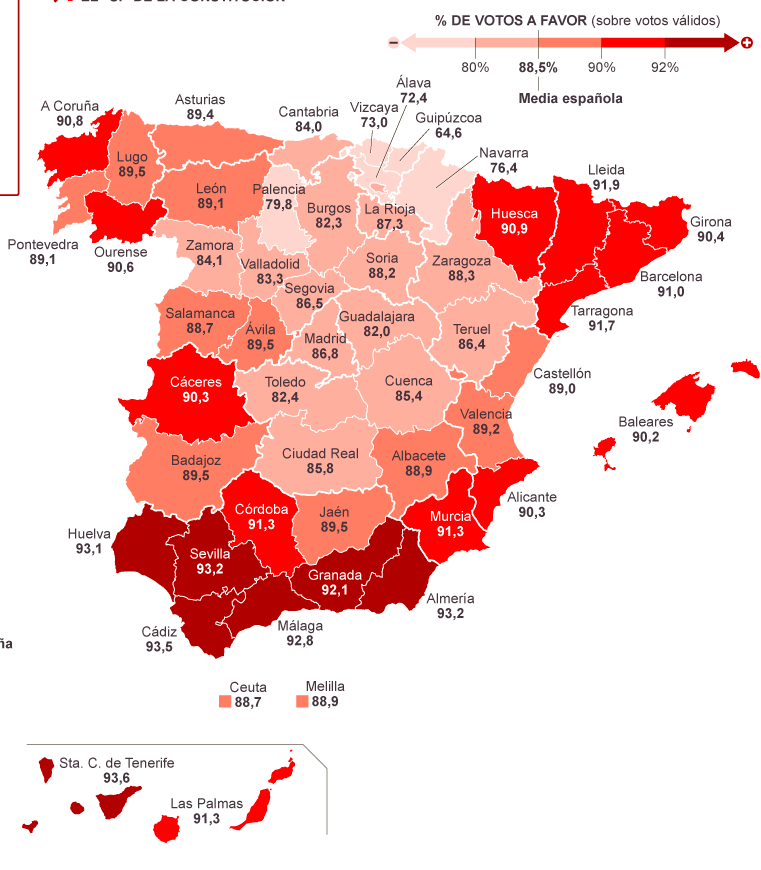 EL "SÍ" DE LA CONSTITUCIÓN
% DE VOTOS A FAVOR (sobre votos válidos)
− +
80% 88,5% 90% 92%
Media española
A Coruña
90,8
Asturias
89,4
Cantabria
84,0
Vizcaya
73,0
Álava
72,4
Guipúzcoa
64,6
Navarra
76,4
Lugo
89,5
León
89,1
Palencia
79,8
Burgos
82,3
La Rioja
87,3
Huesca
90,9
Lleida
91,9
Girona
90,4
Barcelona
91,0
Tarragona
91,7
Pontevedra
89,1
Ourense
90,6
Zamora
84,1
Valladolid
83,3
Soria
88,2
Zaragoza
88,3
Segovia
86,5
Salamanca
88,7
Ávila
89,5
Madrid
86,8
Guadalajara
82,0
Teruel
86,4
Castellón
89,0
Cáceres
90,3
Toledo
82,4
Cuenca
85,4
Valencia
89,2
Baleares
90,2
Badajoz
89,5
Ciudad Real
85,8
Albacete
88,9
Alicante
90,3
Huelva
93,1
Sevilla
93,2
Córdoba
91,3
Jaén
89,5
Murcia
91,3
Granada
92,1
Almería
93,2
Cádiz
93,5
Málaga
92,8
ña
Ceuta
88,7
Melilla
88,9
Sta. C. de Tenerife
93,6
Las Palmas
91,3